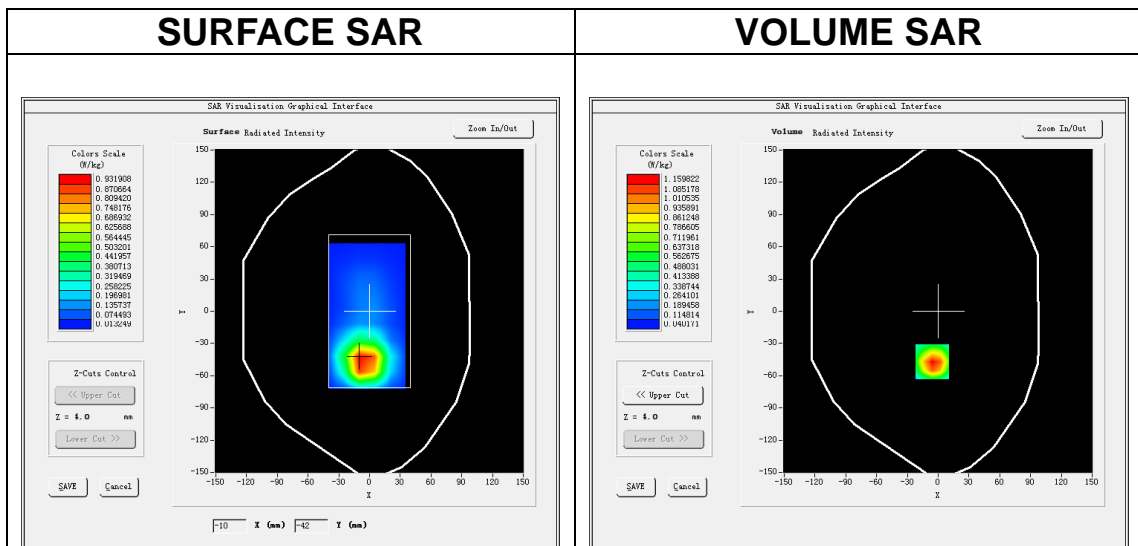 SURFACE SAR
VOLUME SAR
SAR Visualisation Graphical Interface
Surface Radiated Intensity
Zoom In/Out
Colors Scale
(W/kg)
0.931908
0.870664
0.809420
0.748176
0.686932
0.625688
0.564445
0.503201
0.441957
0.380713
0.319469
0.258225
0.196981
0.135737
0.074493
0.013249
Z-Cuts Control
<< Upper Cut
Z = 4.0 mm
Lower Cut >>
SAVE Cancel
150
120
90
60
30
0
-30
-60
-90
-120
-150
Y
-150 -120 -90 -60 -30 0 30 60 90 120 150
X
-10 X (mm) -42 Y (mm)
SAR Visualisation Graphical Interface
Volume Radiated Intensity
Zoom In/Out
Colors Scale
(W/kg)
1.159822
1.085178
1.010535
0.935891
0.861248
0.786605
0.711961
0.637318
0.562675
0.488031
0.413388
0.338744
0.264101
0.189458
0.114814
0.040171
Z-Cuts Control
<< Upper Cut
Z = 4.0 mm
Lower Cut >>
SAVE Cancel
150
120
90
60
30
0
-30
-60
-90
-120
-150
Y
-150 -120 -90 -60 -30 0 30 60 90 120 150
X